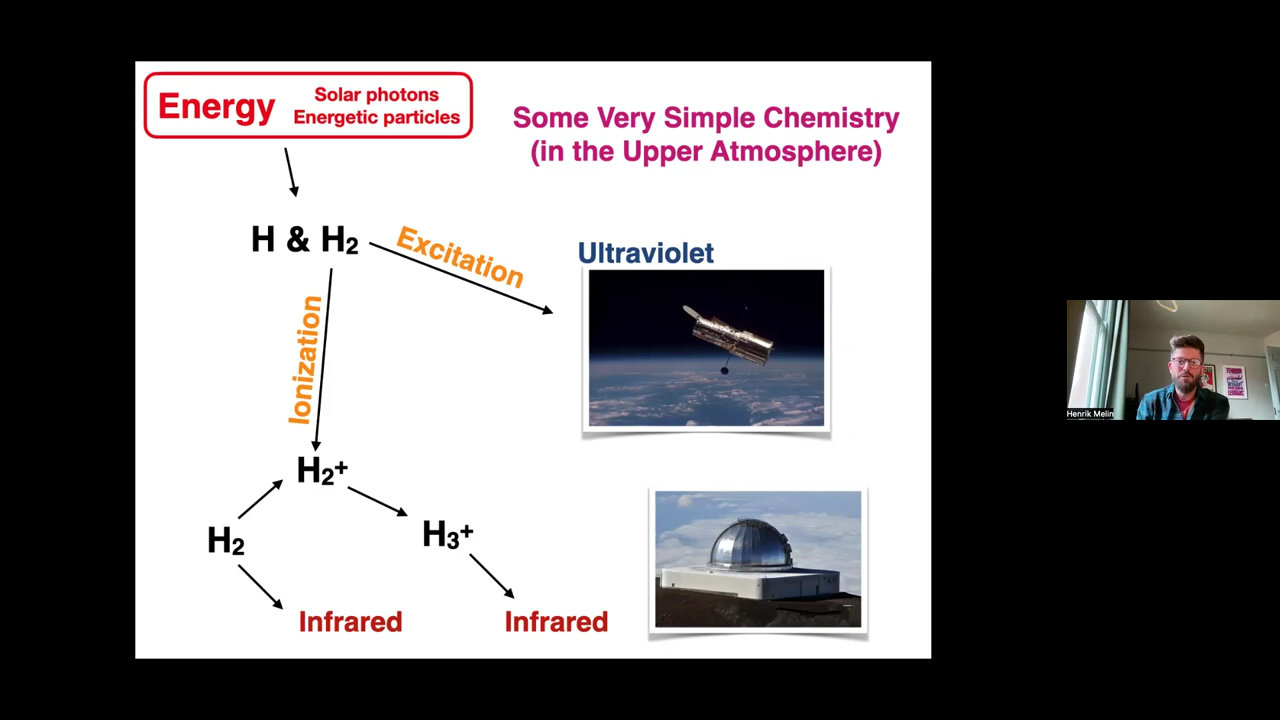 Energy
Solar photons
Energetic particles
Some Very Simple Chemistry
(in the Upper Atmosphere)
H & H₂
Excitation
Ultraviolet
Ionization
H₂⁺
H₂
H₃⁺
Infrared
Infrared
Henrik Melin